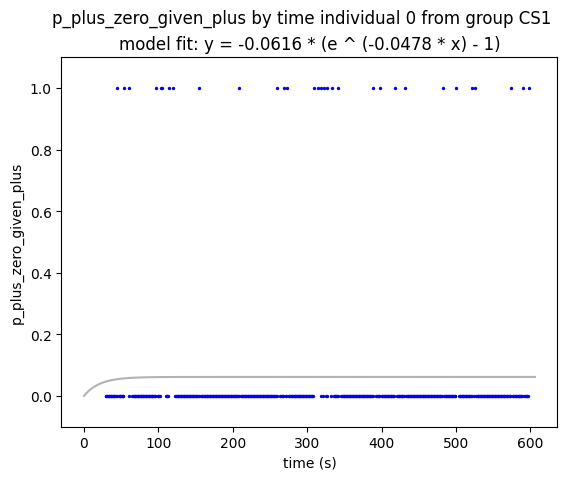 p_plus_zero_given_plus by time individual 0 from group CS1
model fit: y = -0.0616 * (e ^ (-0.0478 * x) - 1)
1.0
0.8
0.6
0.4
0.2
0.0
p_plus_zero_given_plus
0 100 200 300 400 500 600
time (s)